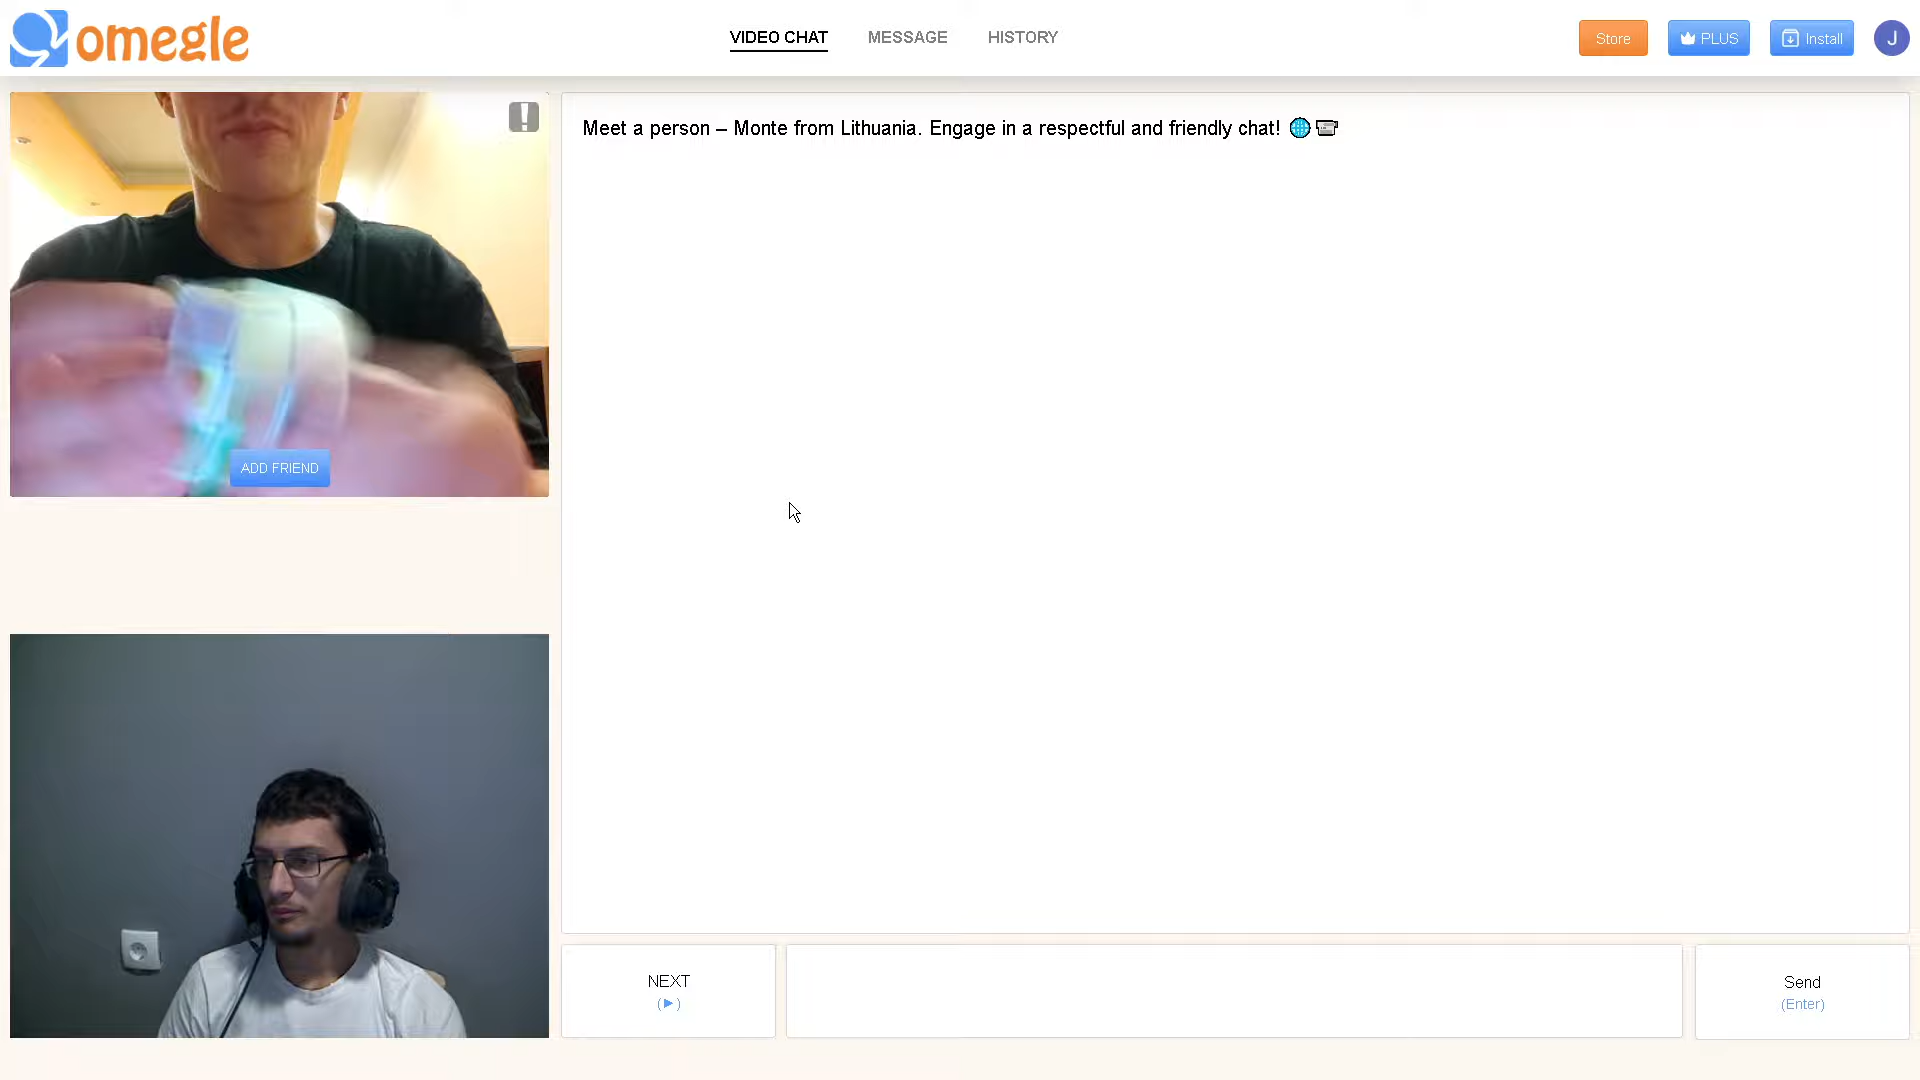 omegle
VIDEO CHAT
MESSAGE
HISTORY
Store
PLUS
Install
J
Meet a person – Monte from Lithuania. Engage in a respectful and friendly chat!
ADD FRIEND
NEXT
(►)
Send
(Enter)